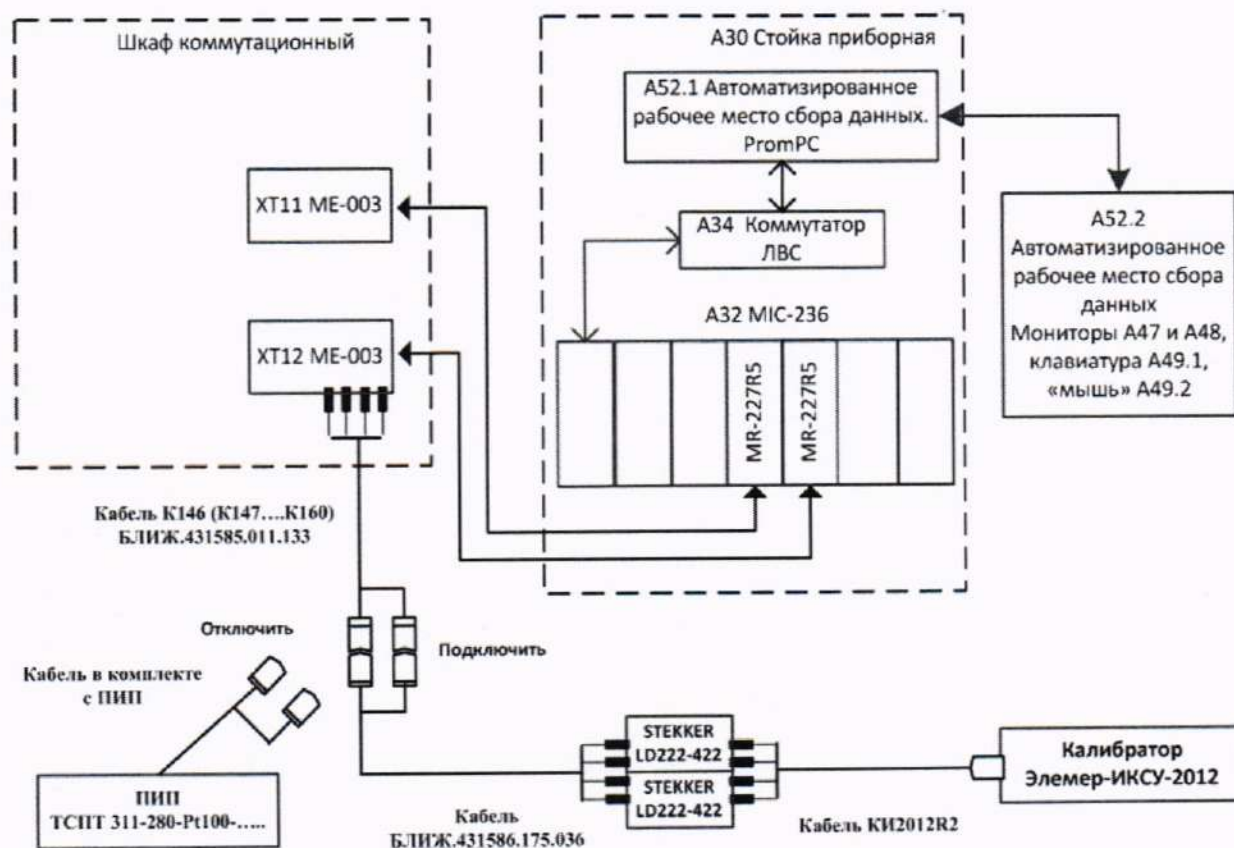 Шкаф коммутационный
А30 Стойка приборная
А52.1 Автоматизированное
рабочее место сбора данных.
PromPC
ХТ11 МЕ-003
А34 Коммутатор
ЛВС
А52.2
Автоматизированное
рабочее место сбора
данных
Мониторы А47 и А48,
клавиатура А49.1,
«мышь» А49.2
А32 MIC-236
ХТ12 МЕ-003
MR-227R5
MR-227R5
Кабель К146 (К147....К160)
БЛИЖ.431585.011.133
Отключить
Подключить
Кабель в комплекте
с ПИП
STEKKER
LD222-422
STEKKER
LD222-422
Калибратор
Элемер-ИКСУ-2012
ПИП
ТСПТ 311-280-Pt100-…..
Кабель
БЛИЖ.431586.175.036
Кабель КИ2012R2